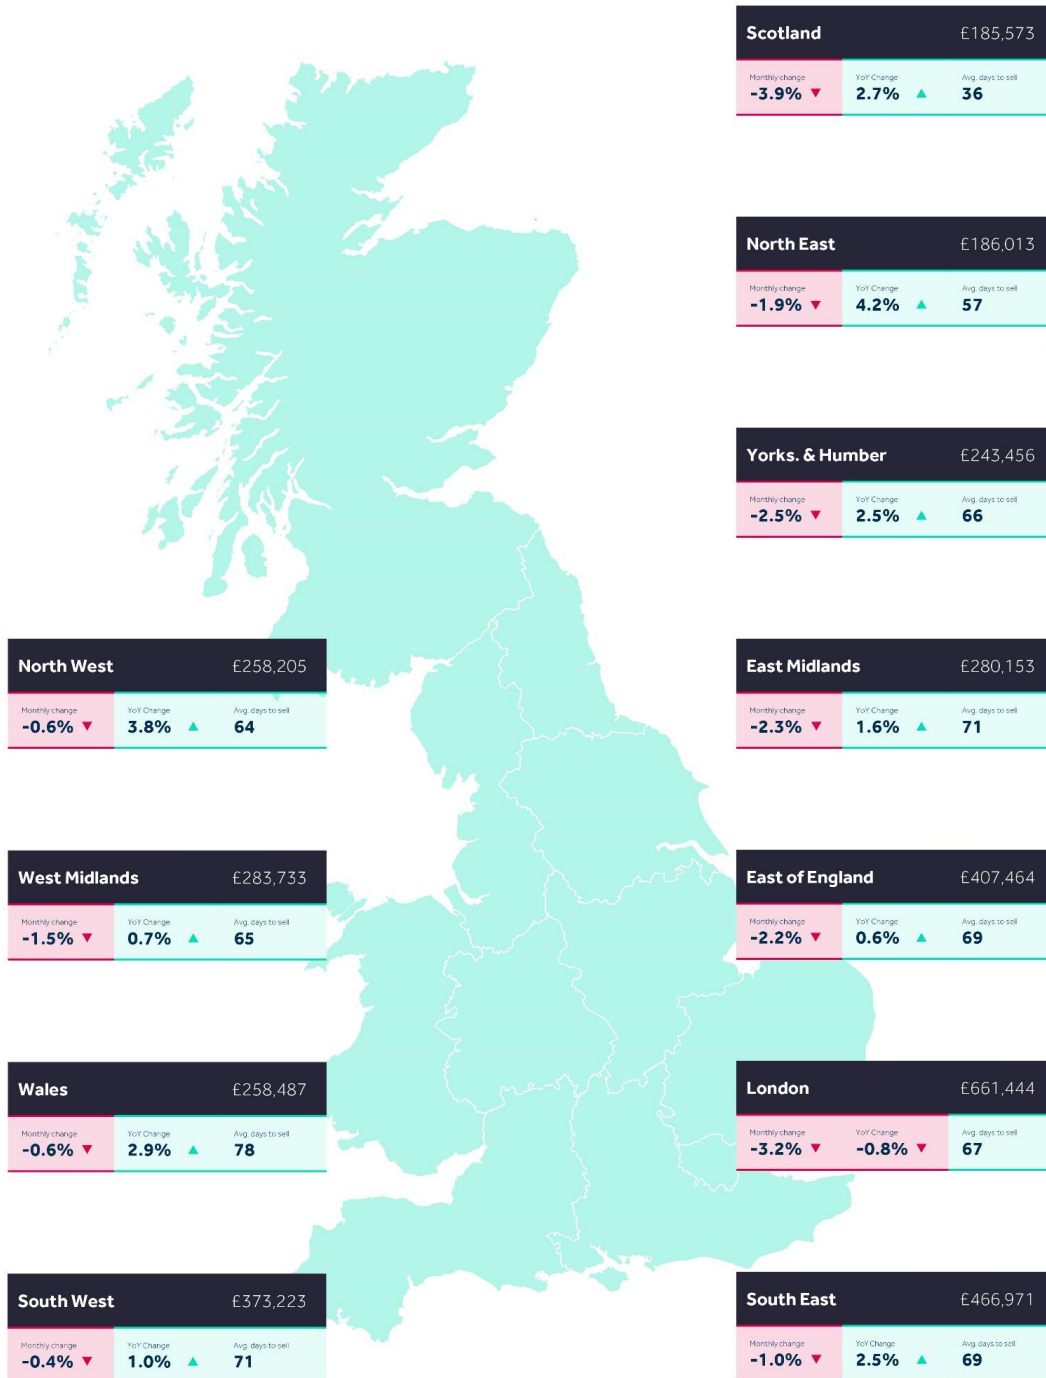 Scotland £185,573
Monthly change YoY Change Avg. days to sell
-3.9% ▼ 2.7% ▲ 36
North East £186,013
Monthly change YoY Change Avg. days to sell
-1.9% ▼ 4.2% ▲ 57
Yorks. & Humber £243,456
Monthly change YoY Change Avg. days to sell
-2.5% ▼ 2.5% ▲ 66
North West £258,205
Monthly change YoY Change Avg. days to sell
-0.6% ▼ 3.8% ▲ 64
East Midlands £280,153
Monthly change YoY Change Avg. days to sell
-2.3% ▼ 1.6% ▲ 71
West Midlands £283,733
Monthly change YoY Change Avg. days to sell
-1.5% ▼ 0.7% ▲ 65
East of England £407,464
Monthly change YoY Change Avg. days to sell
-2.2% ▼ 0.6% ▲ 69
Wales £258,487
Monthly change YoY Change Avg. days to sell
-0.6% ▼ 2.9% ▲ 78
London £661,444
Monthly change YoY Change Avg. days to sell
-3.2% ▼ -0.8% ▼ 67
South West £373,223
Monthly change YoY Change Avg. days to sell
-0.4% ▼ 1.0% ▲ 71
South East £466,971
Monthly change YoY Change Avg. days to sell
-1.0% ▼ 2.5% ▲ 69